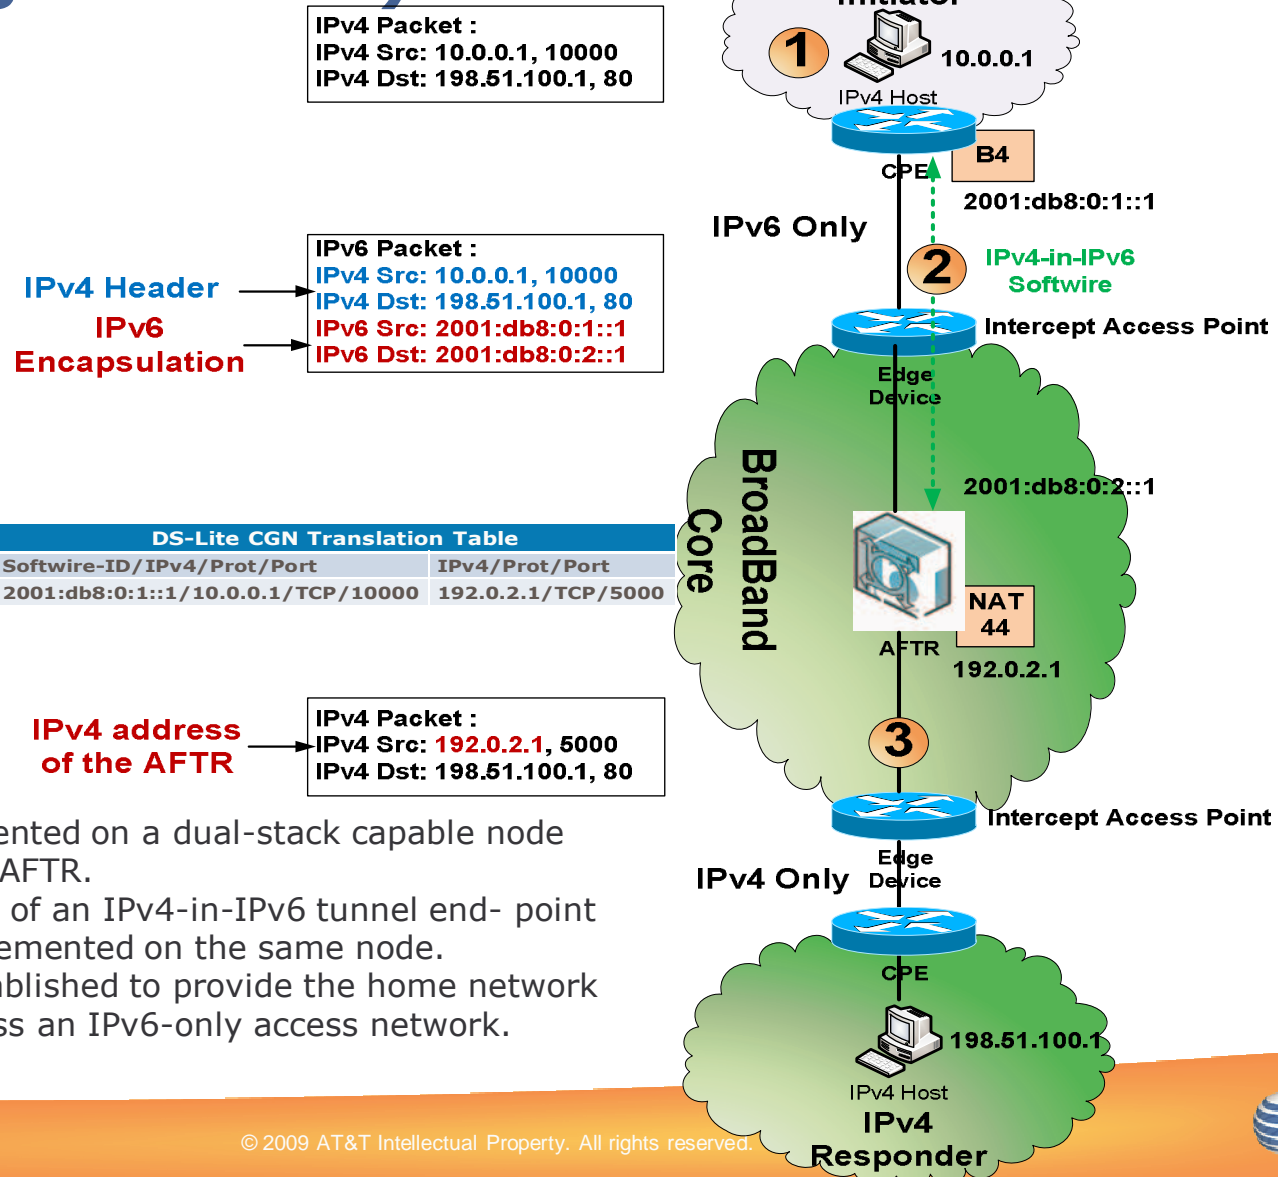 IPv4 Packet :
IPv4 Src: 10.0.0.1, 10000
IPv4 Dst: 198.51.100.1, 80
Initiator
1
10.0.0.1
IPv4 Host
B4
CPE
2001:db8:0:1::1
IPv6 Only
IPv6 Packet :
IPv4 Src: 10.0.0.1, 10000
IPv4 Dst: 198.51.100.1, 80
IPv6 Src: 2001:db8:0:1::1
IPv6 Dst: 2001:db8:0:2::1
IPv4 Header
IPv6
Encapsulation
2
IPv4-in-IPv6
Softwire
Intercept Access Point
Edge
Device
BroadBand
Core
2001:db8:0:2::1
DS-Lite CGN Translation Table
Softwire-ID/IPv4/Prot/Port IPv4/Prot/Port
2001:db8:0:1::1/10.0.0.1/TCP/10000 192.0.2.1/TCP/5000
NAT
44
AFTR
192.0.2.1
IPv4 address
of the AFTR
IPv4 Packet :
IPv4 Src: 192.0.2.1, 5000
IPv4 Dst: 198.51.100.1, 80
3
Intercept Access Point
Edge
Device
IPv4 Only
ented on a dual-stack capable node
AFTR.
of an IPv4-in-IPv6 tunnel end- point
emented on the same node.
ablished to provide the home network
ss an IPv6-only access network.
CPE
198.51.100.1
IPv4 Host
IPv4
Responder
© 2009 AT&T Intellectual Property. All rights reserved.